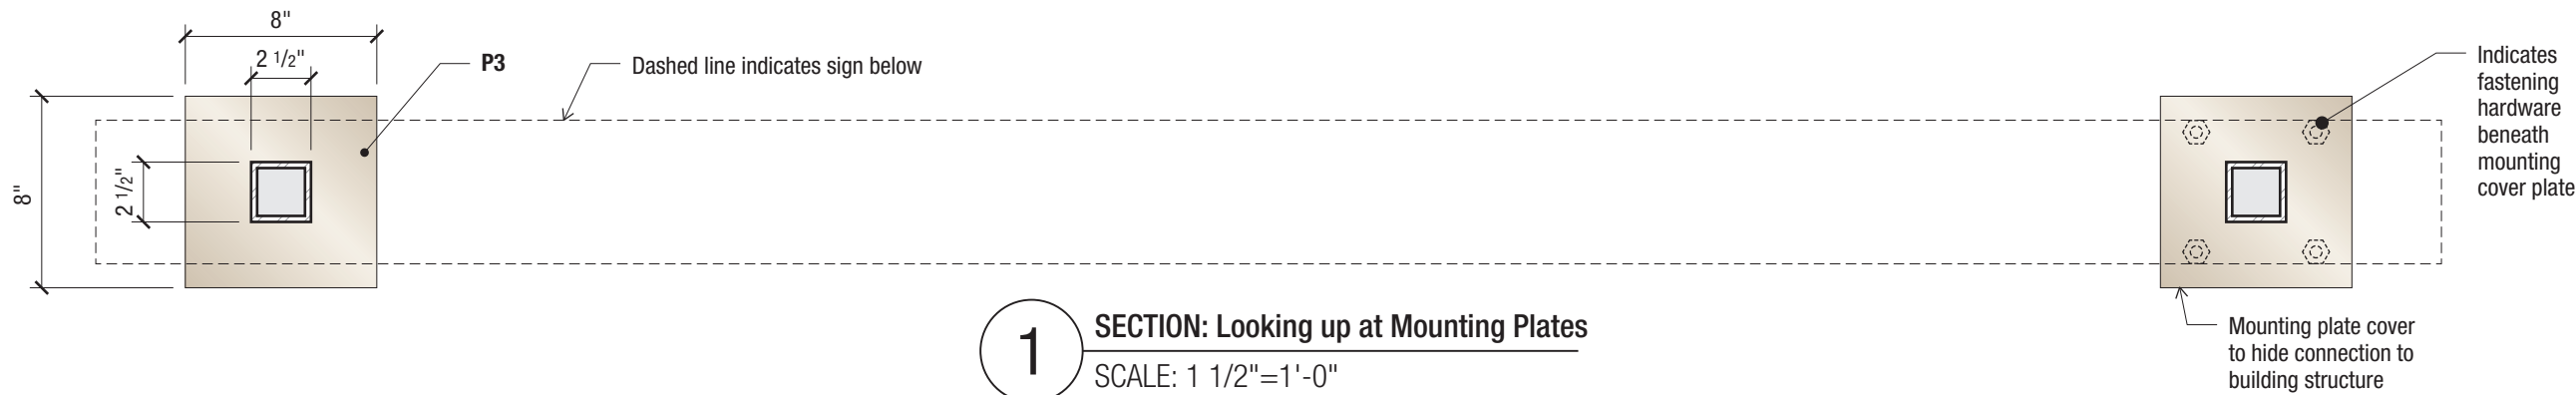 8"
2 1/2"
P3
Dashed line indicates sign below
8"
2 1/2"
Indicates
fastening
hardware
beneath
mounting
cover plate
1
SECTION: Looking up at Mounting Plates
SCALE: 1 1/2"=1'-0"
Mounting plate cover
to hide connection to
building structure